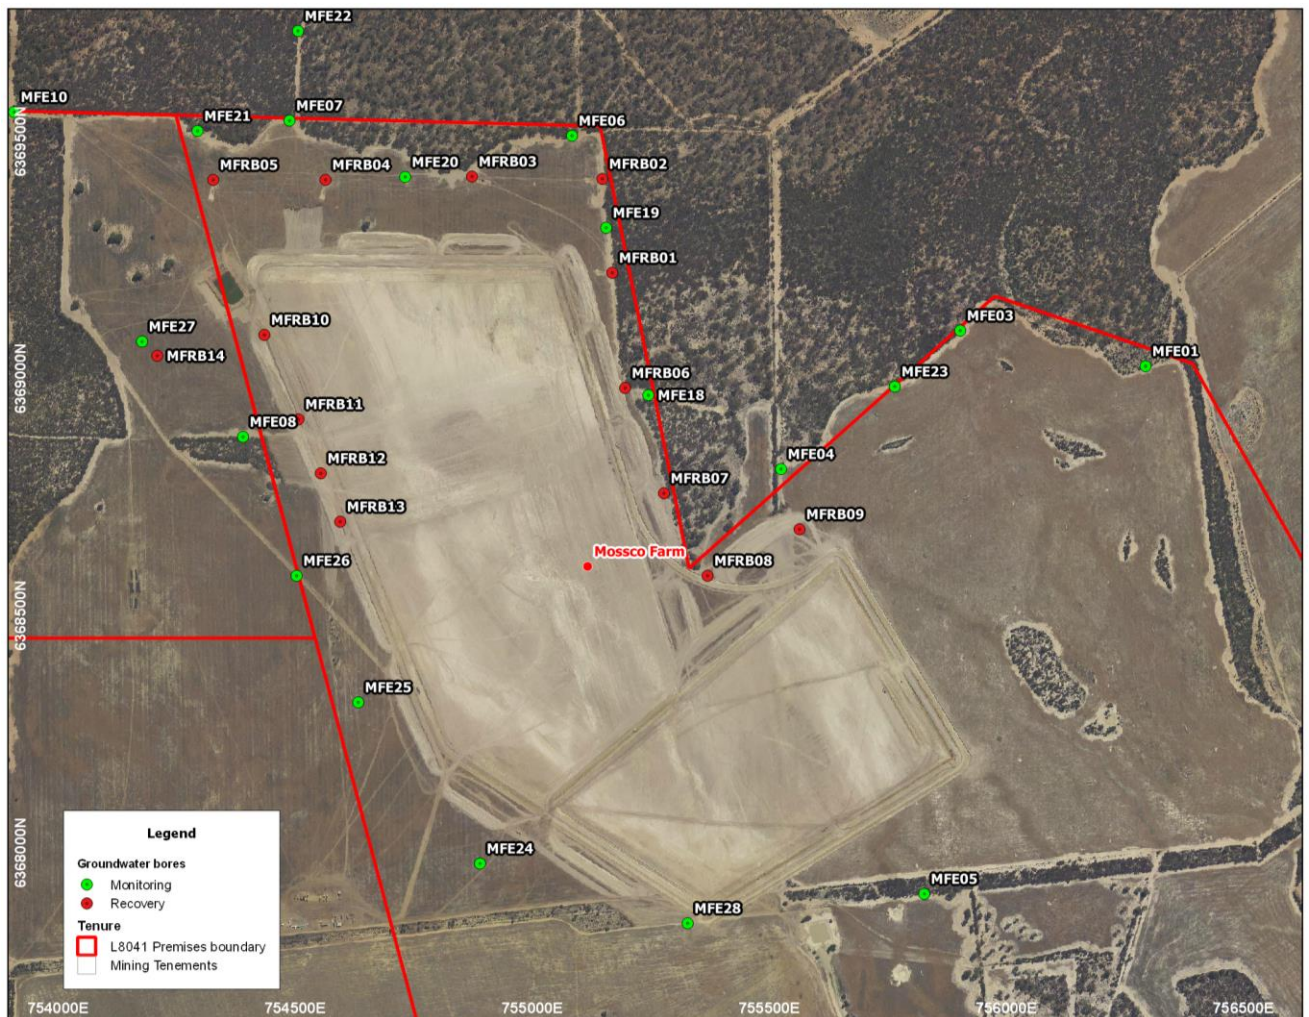 MFE22
MFE10
MFE21
MFE07
MFE06
6369500N
MFRB05
MFRB04
MFE20
MFRB03
MFRB02
MFE19
MFRB01
MFE03
MFRB10
MFE27
MFRB14
6369000N
MFE01
MFRB06
MFE18
MFE23
MFRB11
MFE08
MFRB12
MFE04
MFRB07
MFRB13
MFRB09
Mossco Farm
MFE26
MFRB08
6368500N
MFE25
MFE24
MFE05
MFE28
6368000N
Legend
Groundwater bores
Monitoring
Recovery
Tenure
L8041 Premises boundary
Mining Tenements
754000E
754500E
755000E
755500E
756000E
756500E